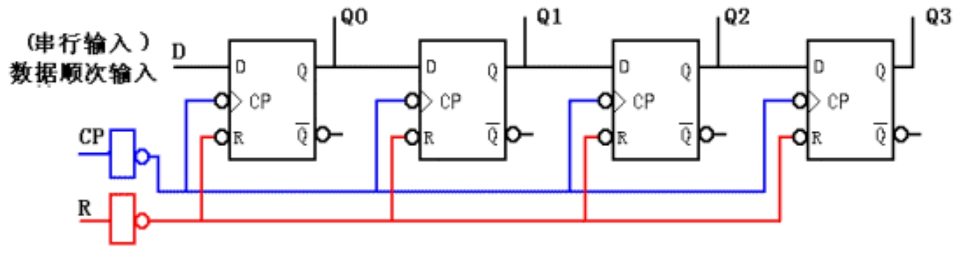 Q0 Q1 Q2 Q3
(串行输入) D
数据顺次输入
D Q D Q D Q D Q
CP CP CP CP
CP
R Q R Q R Q R Q
R